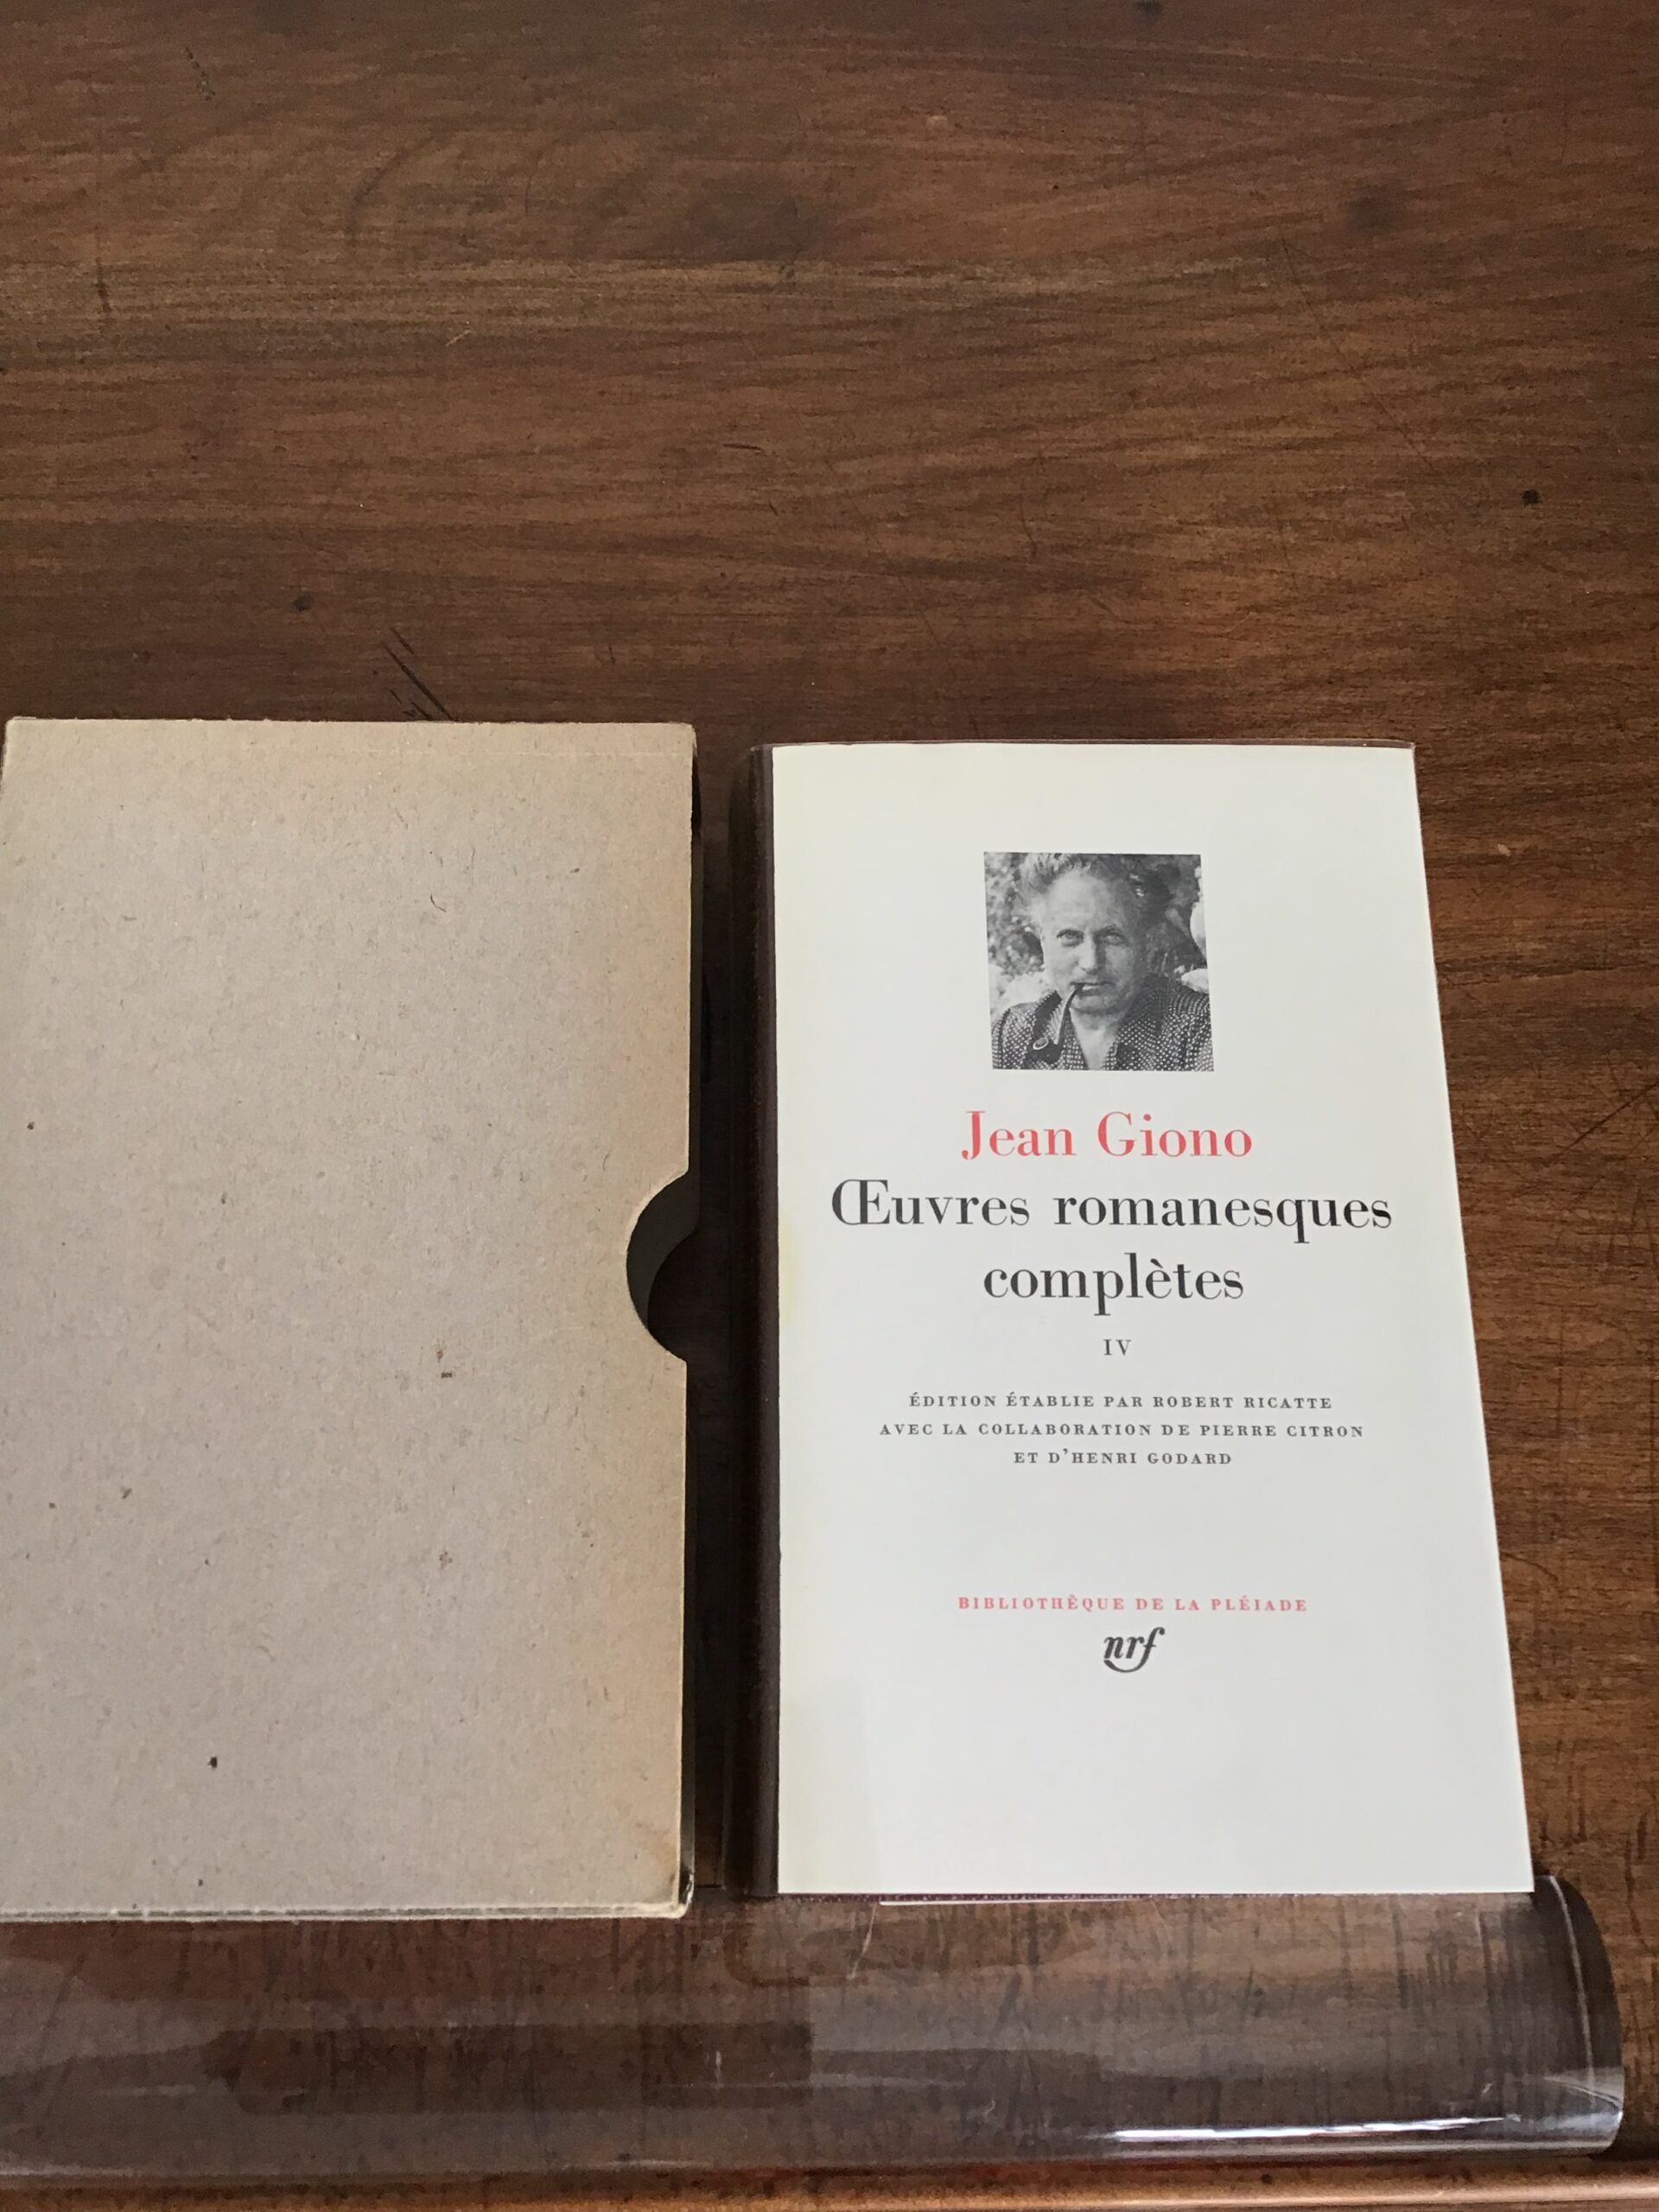 Jean Giono
Œuvres romanesques
complètes
IV
ÉDITION ÉTABLIE PAR ROBERT RICATTE
AVEC LA COLLABORATION DE PIERRE CITRON
ET D'HENRI GODARD
BIBLIOTHÈQUE DE LA PLÉIADE
nrf